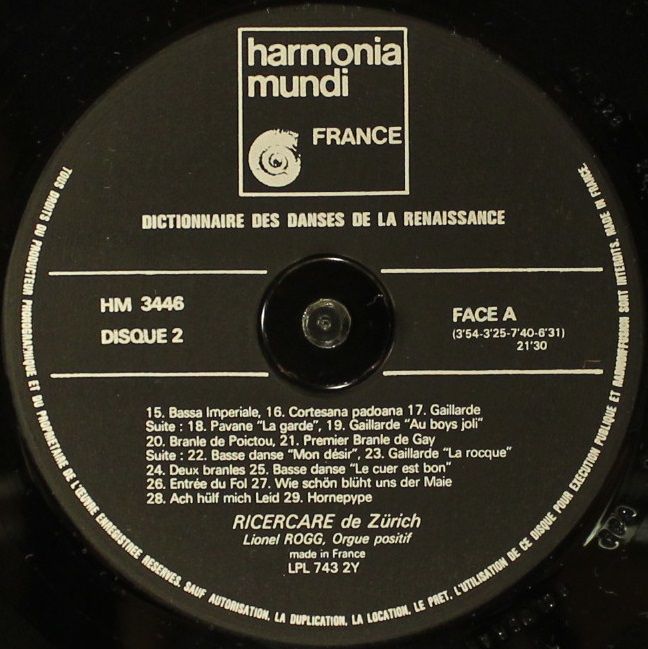 harmonia
mundi
FRANCE
DICTIONNAIRE DES DANSES DE LA RENAISSANCE
HM 3446
DISQUE 2
FACE A
(3'54-3'25-7'40-6'31)
21'30
15. Bassa Imperiale, 16. Cortesana padoana 17. Gaillarde
Suite : 18. Pavane "La garde", 19. Gaillarde "Au boys joli"
20. Branle de Poictou, 21. Premier Branle de Gay
Suite : 22. Basse danse "Mon désir", 23. Gaillarde "La rocque"
24. Deux branles 25. Basse danse "Le cuer est bon"
26. Entrée du Fol 27. Wie schön blüht uns der Maie
28. Ach hülf mich Leid 29. Hornepype
RICERCARE de Zürich
Lionel ROGG, Orgue positif
made in France
LPL 743 2Y
TOUS DROITS DU PRODUCTEUR PHONOGRAPHIQUE ET DU PROPRIETAIRE DE L'ŒUVRE ENREGISTREE RESERVES. SAUF AUTORISATION, LA DUPLICATION, LA LOCATION, LE PRET, L'UTILISATION DE CE DISQUE POUR EXECUTION PUBLIQUE ET RADIODIFFUSION SONT INTERDITS. MADE IN FRANCE.